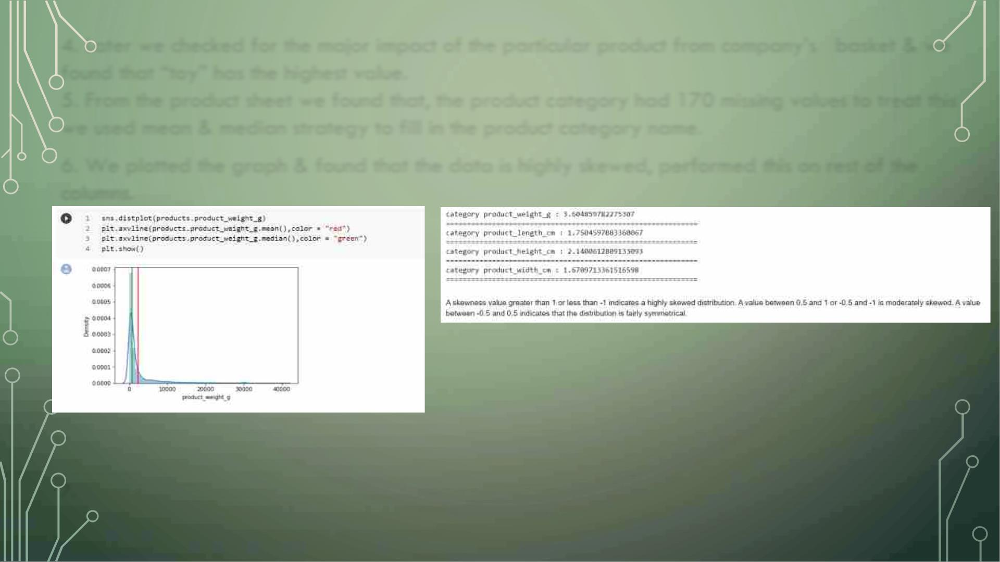 4. Later we checked for the major impact of the particular product from company's basket & we
found that "toy" has the highest value.
5. From the product sheet we found that, the product category had 170 missing values to treat this
we used mean & median strategy to fill in the product category name.
6. We plotted the graph & found that the data is highly skewed, performed this on rest of the
columns.
1 sns.distplot(products.product_weight_g)
2 plt.axvline(products.product_weight_g.mean(),color = "red")
3 plt.axvline(products.product_weight_g.median(),color = "green")
4 plt.show()
0.0007
0.0006
0.0005
0.0004
0.0003
0.0002
0.0001
0.0000
Density
0 10000 20000 30000 40000
product_weight_g
category product_weight_g : 3.604859782275307
============================================================
category product_length_cm : 1.7504597883360067
============================================================
category product_height_cm : 2.1400612809133093
============================================================
category product_width_cm : 1.6709713361516598
============================================================
A skewness value greater than 1 or less than -1 indicates a highly skewed distribution. A value between 0.5 and 1 or -0.5 and -1 is moderately skewed. A value
between -0.5 and 0.5 indicates that the distribution is fairly symmetrical.